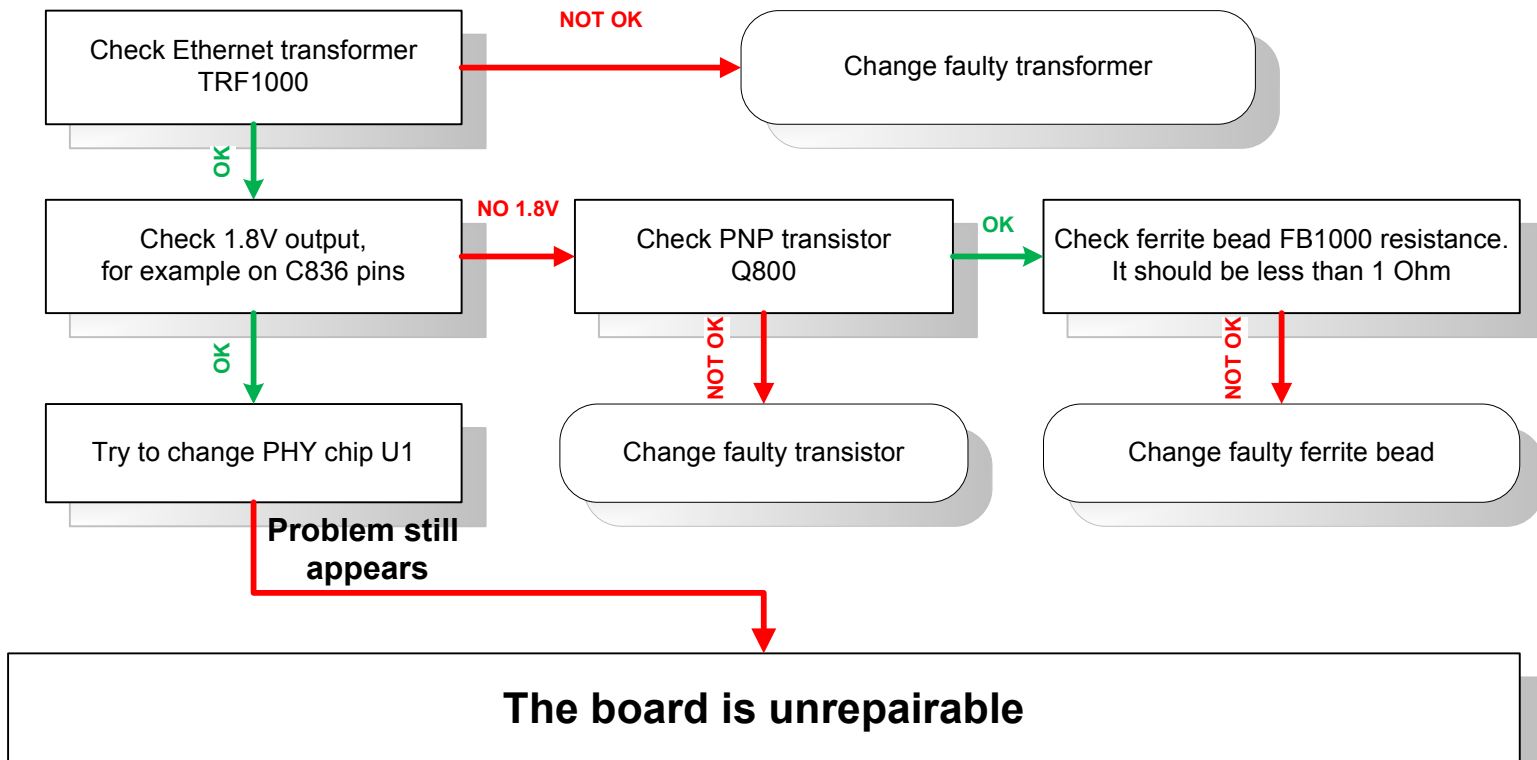 NOT OK
Check Ethernet transformer
TRF1000
Change faulty transformer
OK
NO 1.8V
OK
Check 1.8V output,
for example on C836 pins
Check PNP transistor
Q800
Check ferrite bead FB1000 resistance.
It should be less than 1 Ohm
OK
NOT OK
NOT OK
Try to change PHY chip U1
Change faulty transistor
Change faulty ferrite bead
Problem still
appears
The board is unrepairable